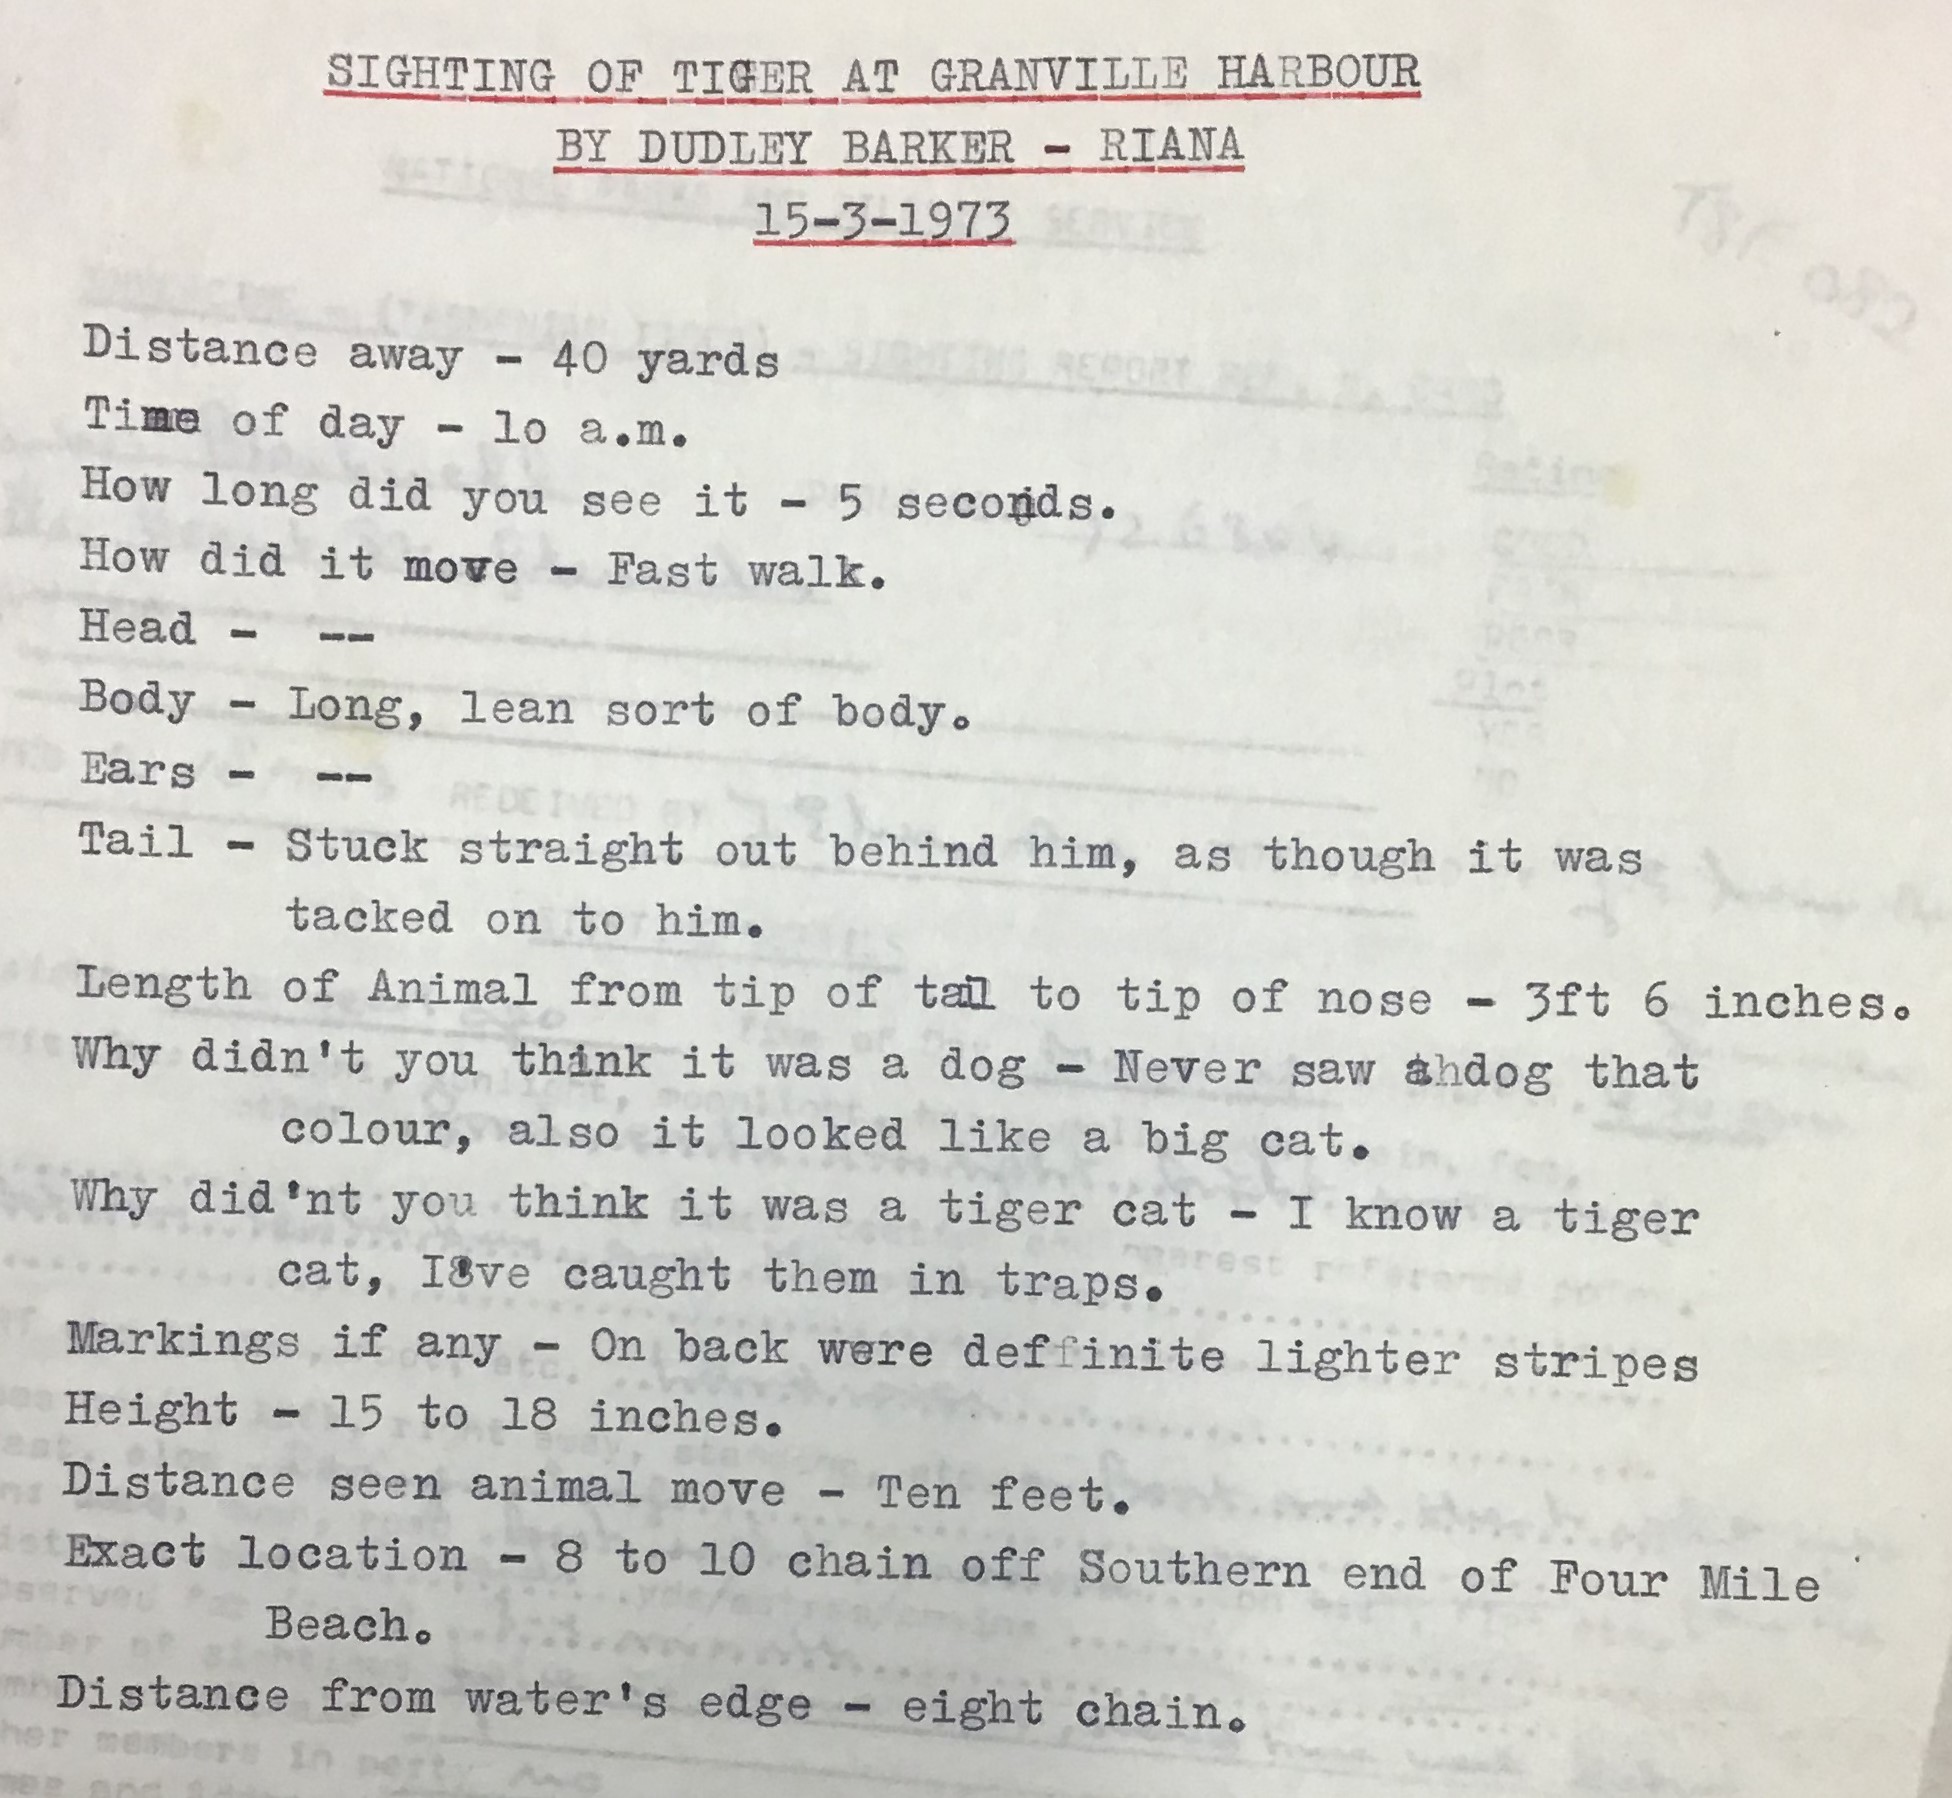 SIGHTING OF TIGER AT GRANVILLE HARBOUR
BY DUDLEY BARKER - RIANA
15-3-1973
Distance away - 40 yards
Time of day - lo a.m.
How long did you see it - 5 seconds.
How did it move - Fast walk.
Head - --
Body - Long, lean sort of body.
Ears - --
Tail - Stuck straight out behind him, as though it was
tacked on to him.
Length of Animal from tip of tail to tip of nose - 3ft 6 inches.
Why didn't you think it was a dog - Never saw a dog that
colour, also it looked like a big cat.
Why did'nt you think it was a tiger cat - I know a tiger
cat, I've caught them in traps.
Markings if any - On back were deffinite lighter stripes
Height - 15 to 18 inches.
Distance seen animal move - Ten feet.
Exact location - 8 to 10 chain off Southern end of Four Mile
Beach.
Distance from water's edge - eight chain.